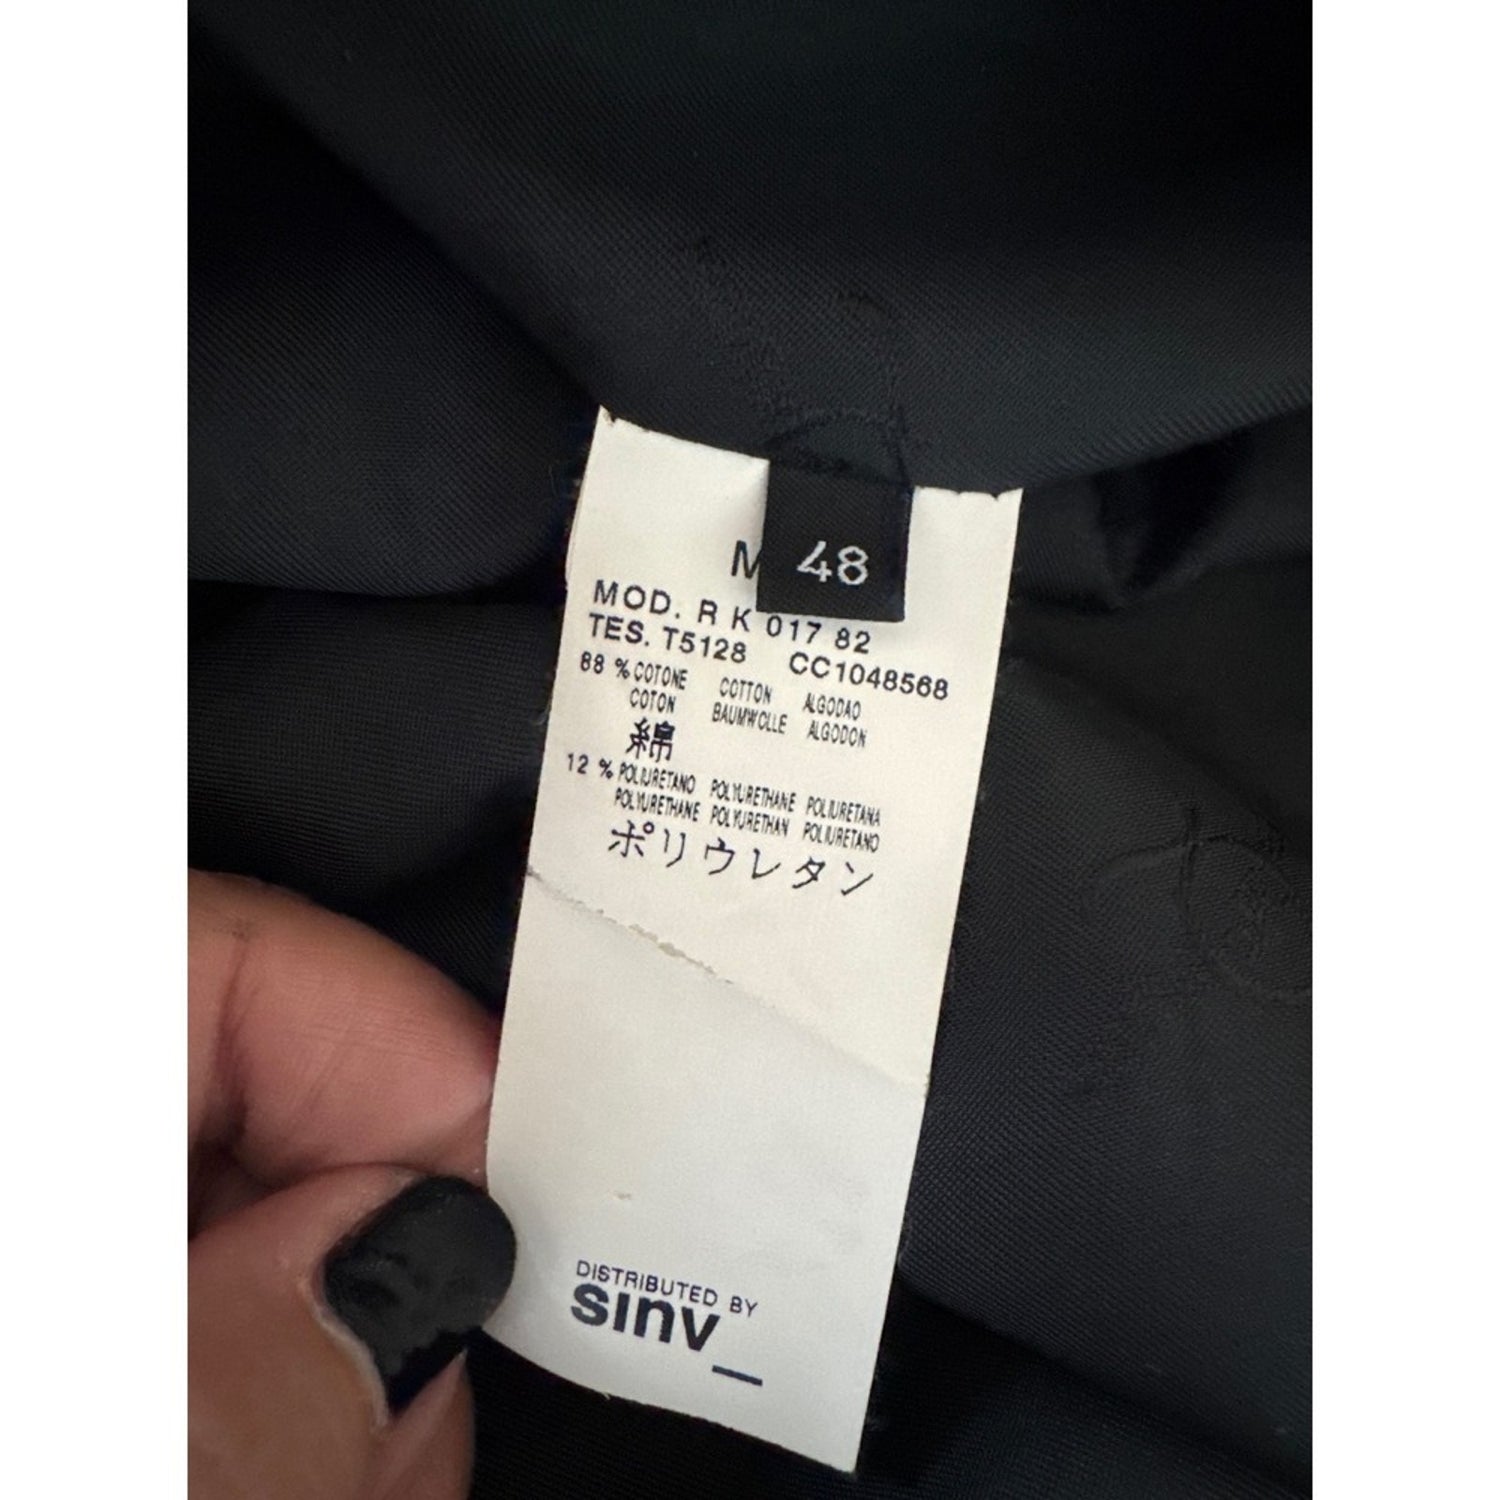 48
MOD. R K 017 82
TES. T5128 CC1048568
88 % COTONE COTTON ALGODAO
COTON BAUMWOLLE ALGODON
綿
12 % POLIURETANO POLYURETHANE POLIURETANA
POLYURETHANE POLYURETHAN POLIURETANO
ポリウレタン
DISTRIBUTED BY
sinv_